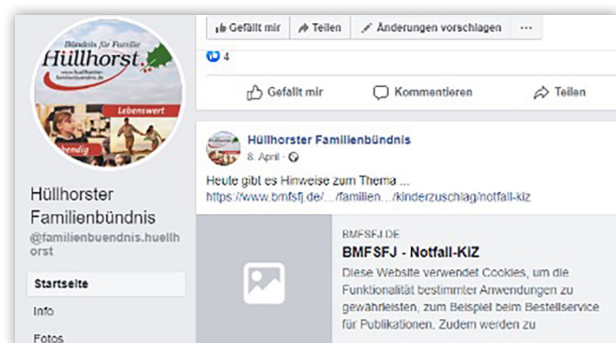 Bündnis für Familie
Hüllhorst.
Lebenswert
Hüllhorster
Familienbündnis
@familienbuendnis.huellh
orst
Startseite
Info
Fotos
Gefällt mir
Teilen
Änderungen vorschlagen
4
Gefällt mir
Kommentieren
Teilen
Hüllhorster Familienbündnis
8. April
Heute gibt es Hinweise zum Thema ...
https://www.bmfsfj.de/.../familien.../kinderzuschlag/notfall-kiz
BMFSFJ.DE
BMFSFJ - Notfall-KiZ
Diese Website verwendet Cookies, um die
Funktionalität bestimmter Anwendungen zu
gewährleisten, zum Beispiel beim Bestellservice
für Publikationen. Zudem werden zu